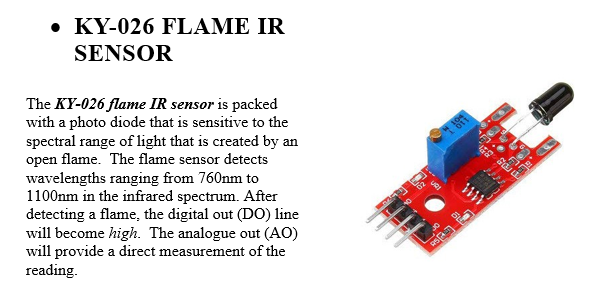 • KY-026 FLAME IR
SENSOR
The KY-026 flame IR sensor is packed
with a photo diode that is sensitive to the
spectral range of light that is created by an
open flame.  The flame sensor detects
wavelengths ranging from 760nm to
1100nm in the infrared spectrum. After
detecting a flame, the digital out (DO) line
will become high.  The analogue out (AO)
will provide a direct measurement of the
reading.